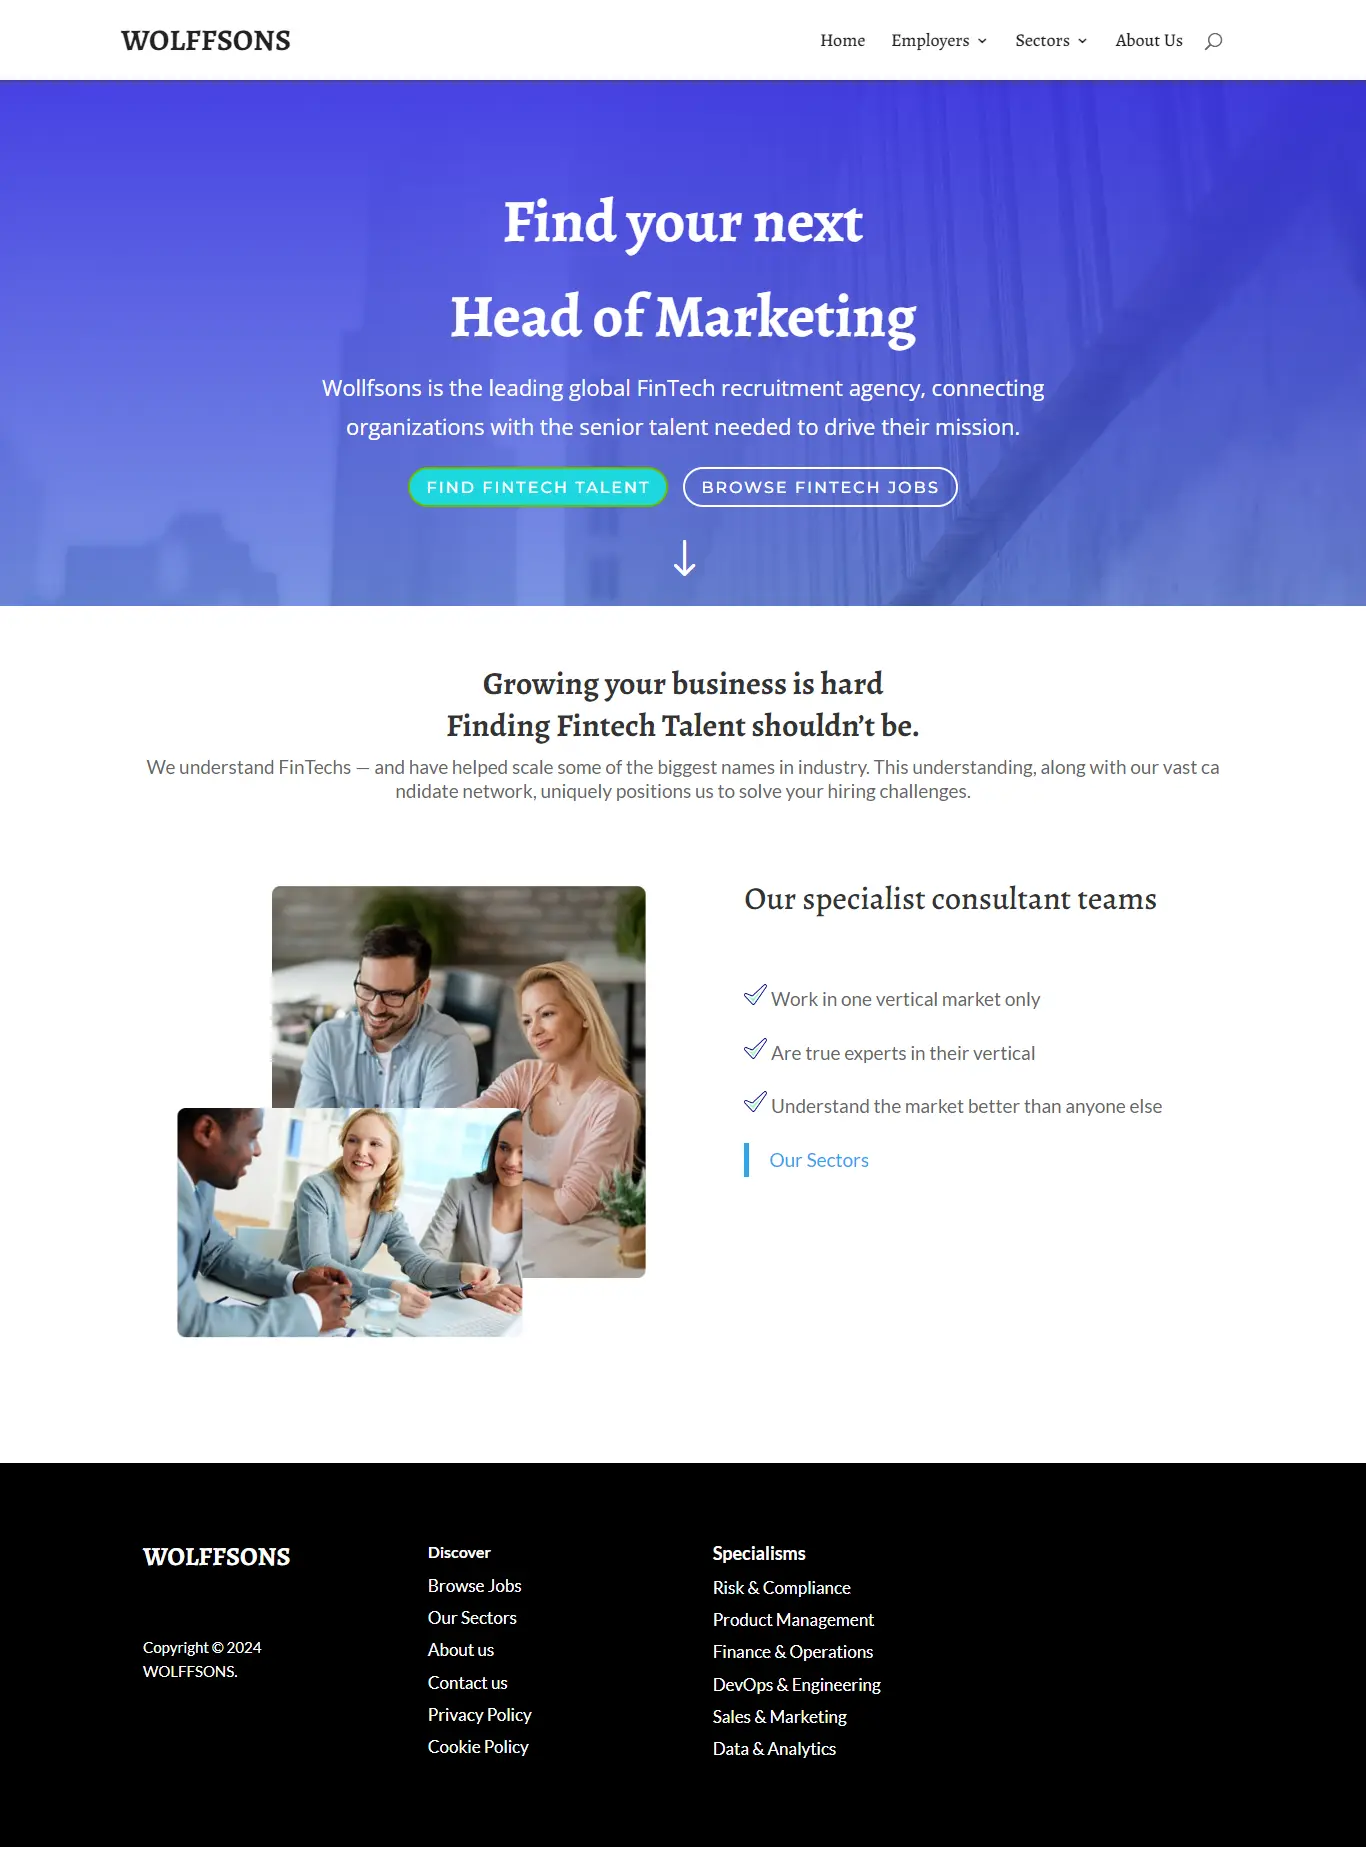 WOLFFSONS
Home Employers Sectors About Us
Find your next
Head of Marketing
Wollfsons is the leading global FinTech recruitment agency, connecting
organizations with the senior talent needed to drive their mission.
FIND FINTECH TALENT BROWSE FINTECH JOBS
Growing your business is hard
Finding Fintech Talent shouldn’t be.
We understand FinTechs — and have helped scale some of the biggest names in industry. This understanding, along with our vast ca
ndidate network, uniquely positions us to solve your hiring challenges.
Our specialist consultant teams
Work in one vertical market only
Are true experts in their vertical
Understand the market better than anyone else
Our Sectors
WOLFFSONS
Copyright © 2024
WOLFFSONS.
Discover
Browse Jobs
Our Sectors
About us
Contact us
Privacy Policy
Cookie Policy
Specialisms
Risk & Compliance
Product Management
Finance & Operations
DevOps & Engineering
Sales & Marketing
Data & Analytics